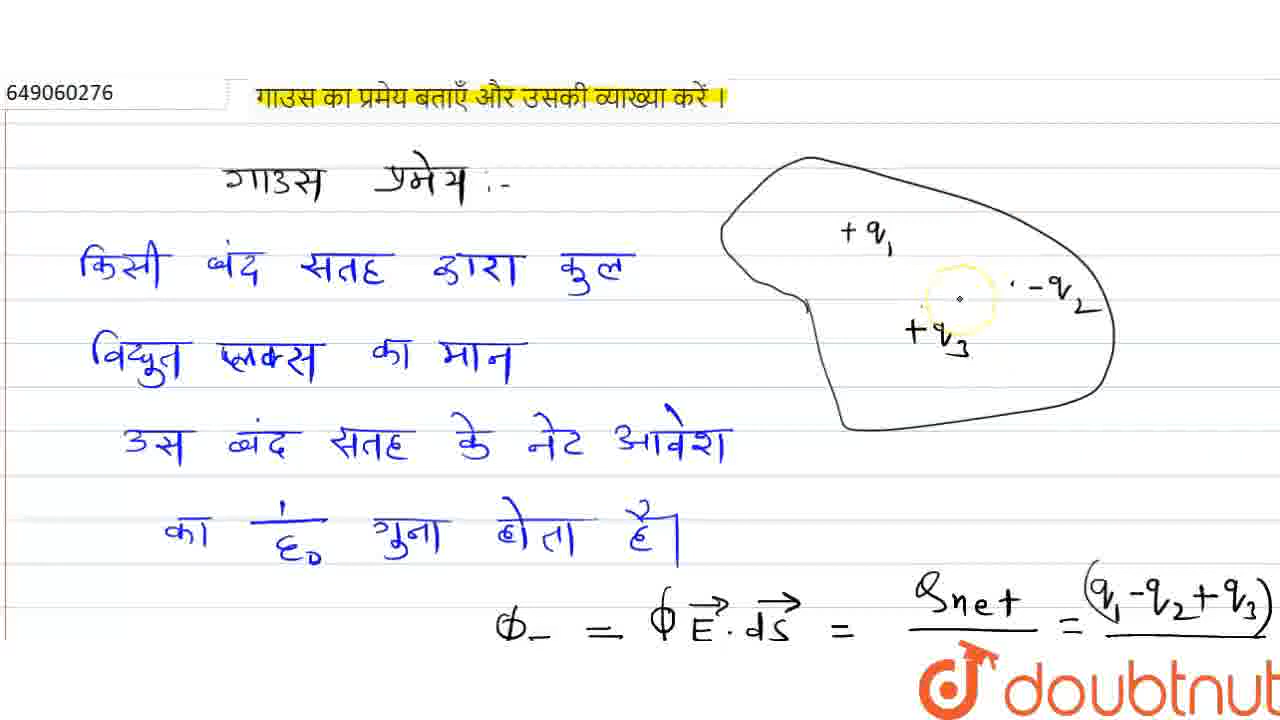 649060276
गाउस का प्रमेय बताएँ और उसकी व्याख्या करें ।
गाउस प्रमेय :-
किसी बंद सतह द्वारा कुल
विद्युत फ्लक्स का मान
उस बंद सतह के नेट आवेश
का 1/ε₀ गुना होता है।
+q₁
-q₂
+q₃
ϕ = ∮ E⃗ . dS⃗ = Qnet = (q₁ - q₂ + q₃)
doubtnut